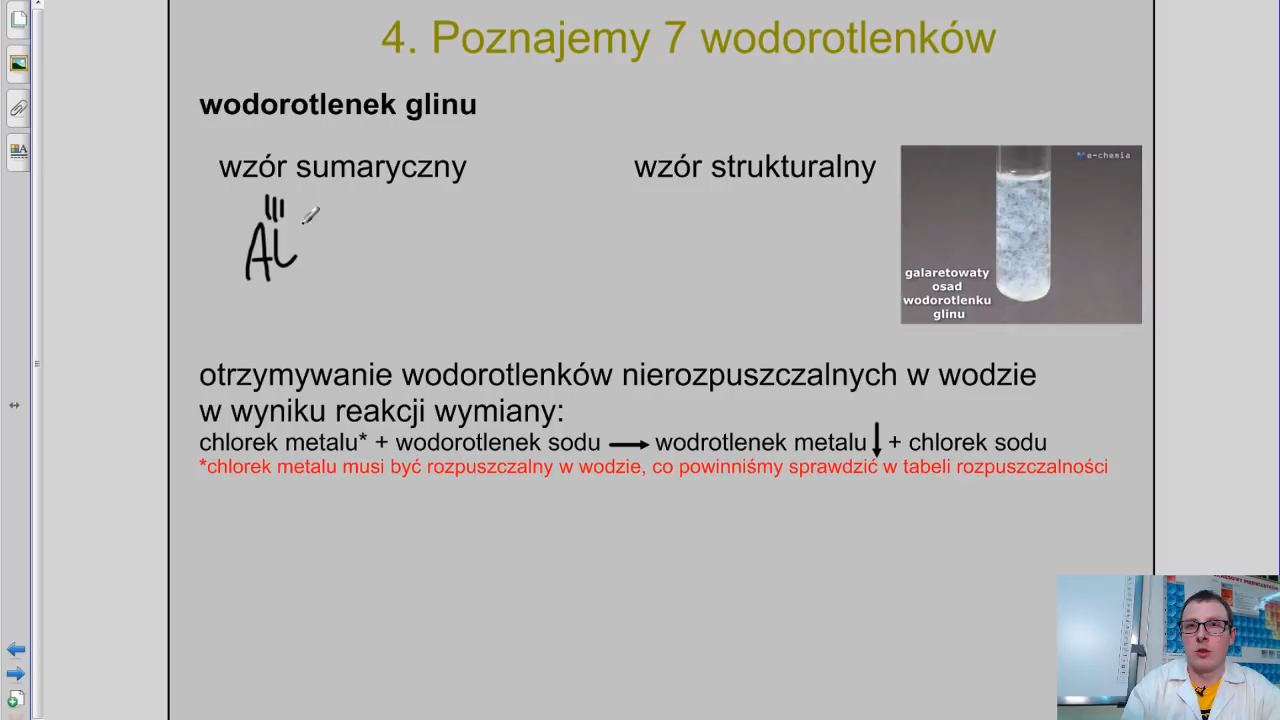 4. Poznajemy 7 wodorotlenków
wodorotlenek glinu
wzór sumaryczny
wzór strukturalny
III
Al
e-chemia
galaretowaty
osad
wodorotlenku
glinu
otrzymywanie wodorotlenków nierozpuszczalnych w wodzie
w wyniku reakcji wymiany:
chlorek metalu* + wodorotlenek sodu ⟶ wodrotlenek metalu ↓ + chlorek sodu
*chlorek metalu musi być rozpuszczalny w wodzie, co powinniśmy sprawdzić w tabeli rozpuszczalności